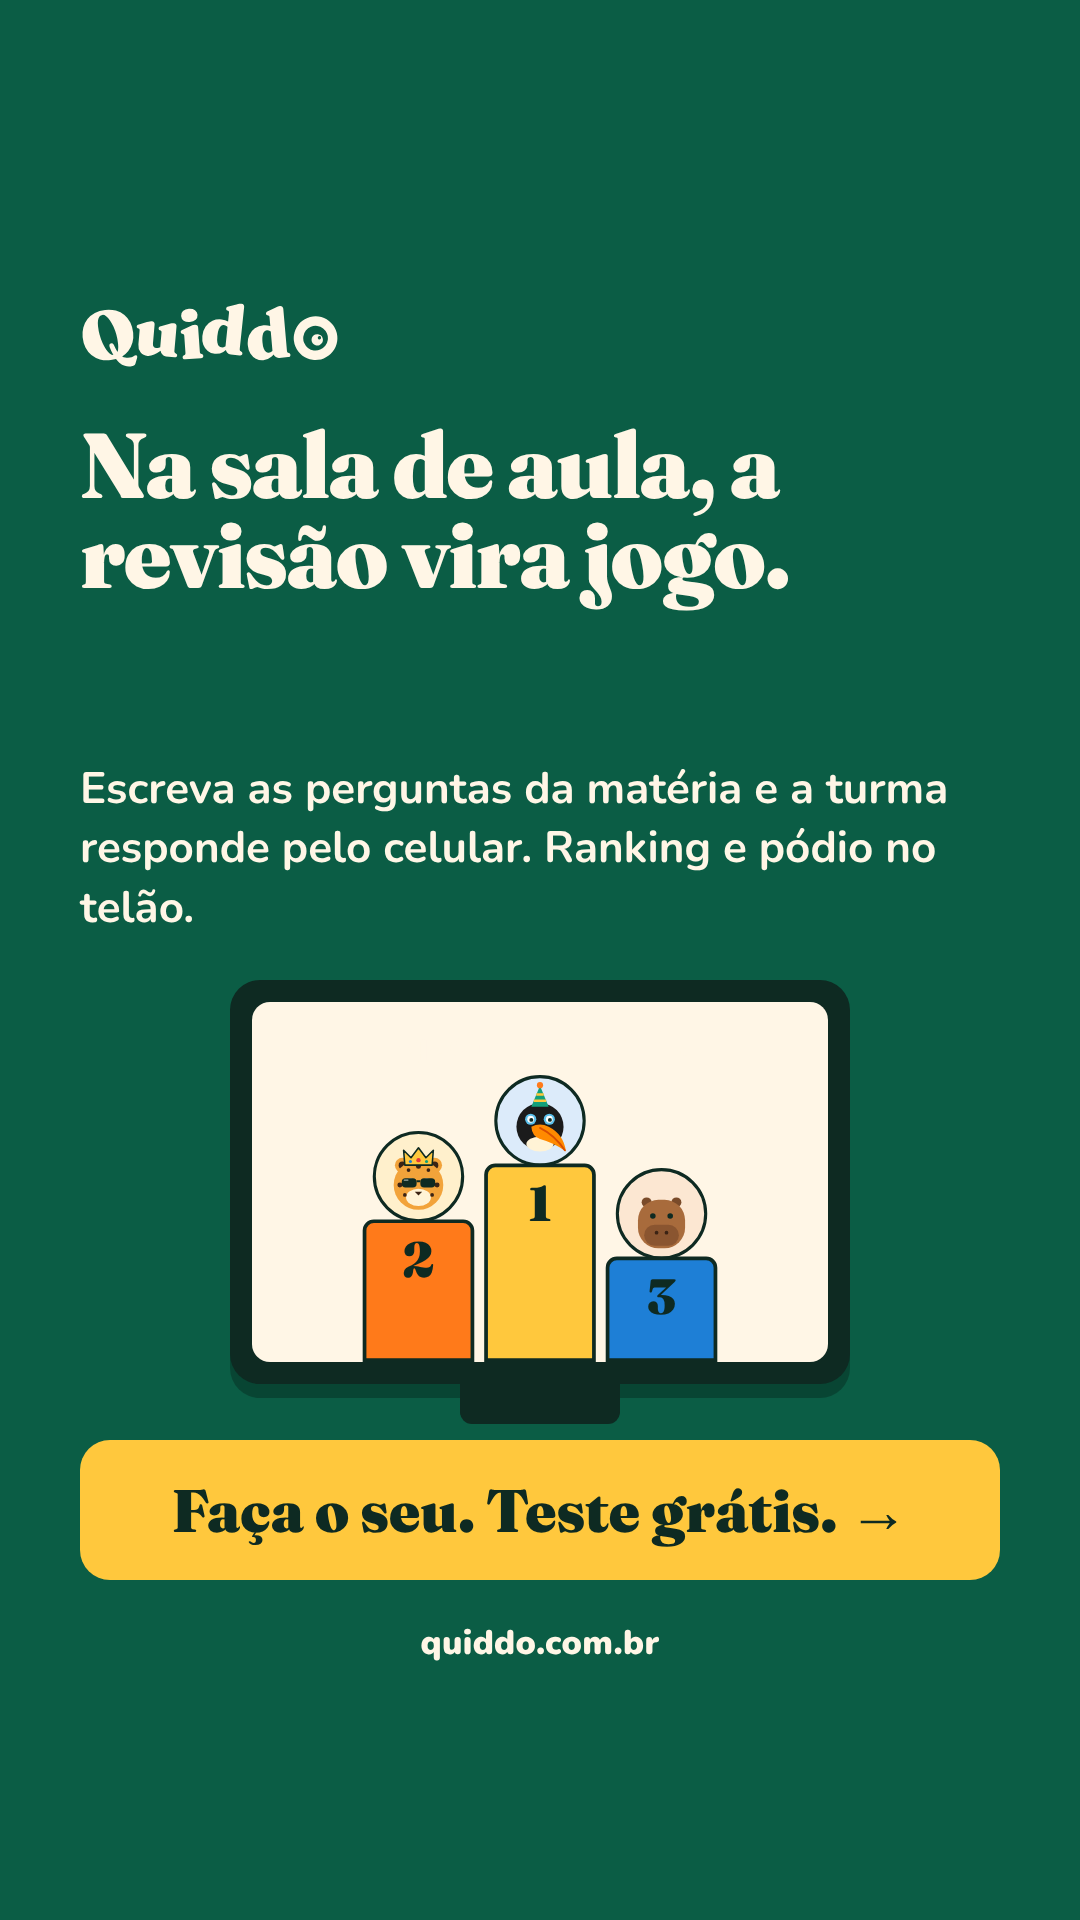 Quiddo
Na sala de aula, a
revisão vira jogo.
Escreva as perguntas da matéria e a turma
responde pelo celular. Ranking e pódio no
telão.
1
2
3
Faça o seu. Teste grátis. →
quiddo.com.br